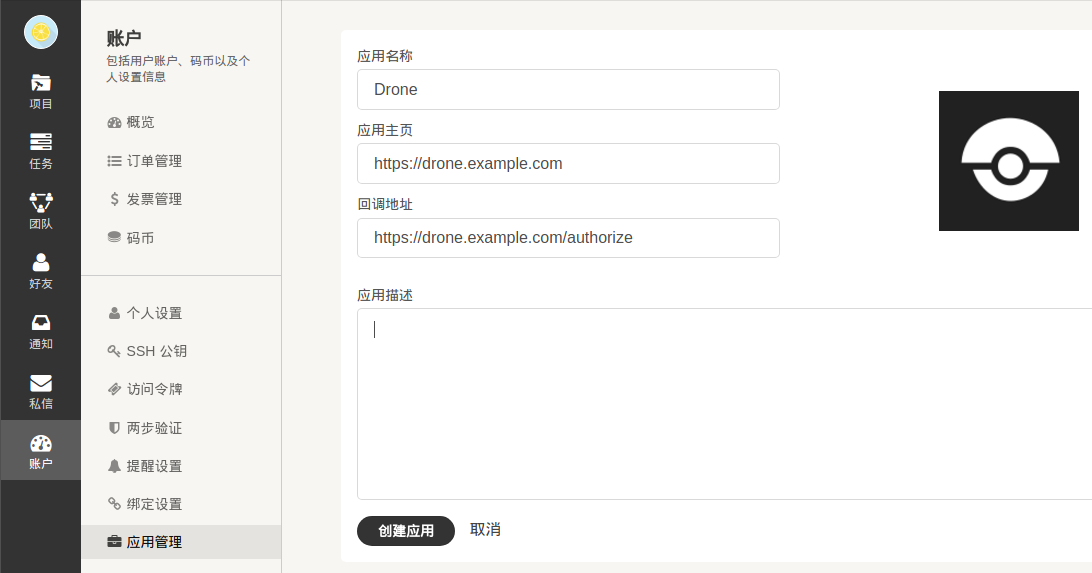 项目
任务
团队
好友
通知
私信
账户
账户
包括用户账户、码币以及个
人设置信息
概览
订单管理
发票管理
码币
个人设置
SSH 公钥
访问令牌
两步验证
提醒设置
绑定设置
应用管理
应用名称
Drone
应用主页
https://drone.example.com
回调地址
https://drone.example.com/authorize
应用描述
创建应用 取消